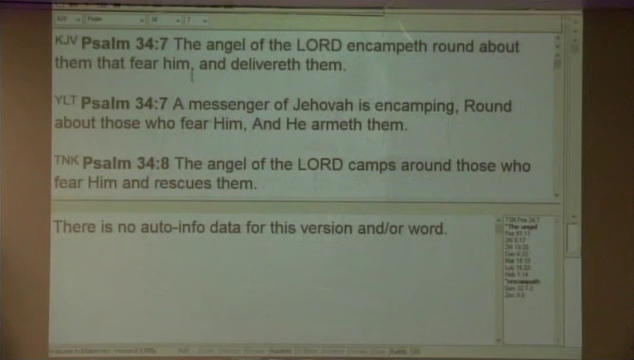 KJV Psalm 34:7 The angel of the LORD encampeth round about
them that fear him, and delivereth them.
YLT Psalm 34:7 A messenger of Jehovah is encamping, Round
about those who fear Him, And He armeth them.
TNK Psalm 34:8 The angel of the LORD camps around those who
fear Him and rescues them.
There is no auto-info data for this version and/or word.
"The angel
"encampeth